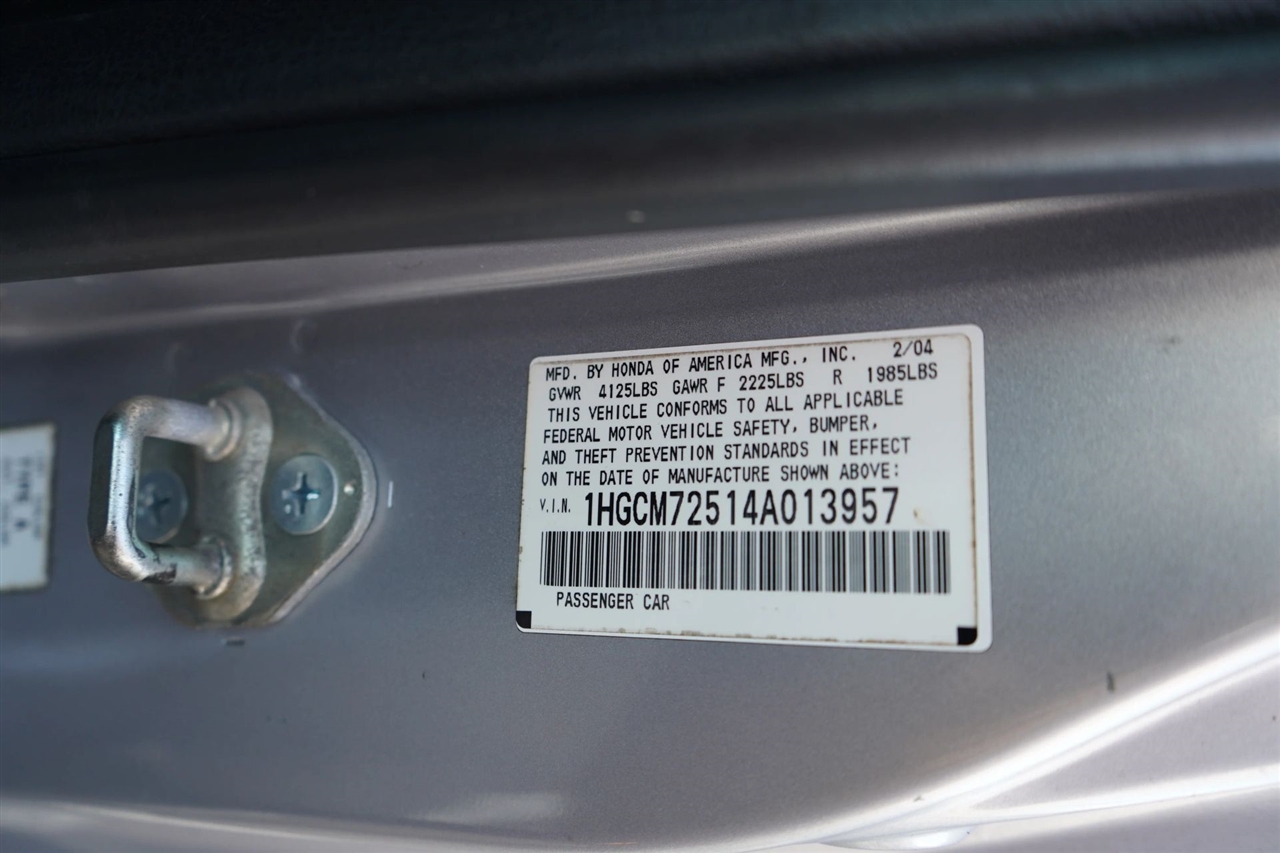 MFD. BY HONDA OF AMERICA MFG., INC. 2/04
GVWR 4125LBS GAWR F 2225LBS R 1985LBS
THIS VEHICLE CONFORMS TO ALL APPLICABLE
FEDERAL MOTOR VEHICLE SAFETY, BUMPER,
AND THEFT PREVENTION STANDARDS IN EFFECT
ON THE DATE OF MANUFACTURE SHOWN ABOVE:
V.I.N. 1HGCM72514A013957
PASSENGER CAR